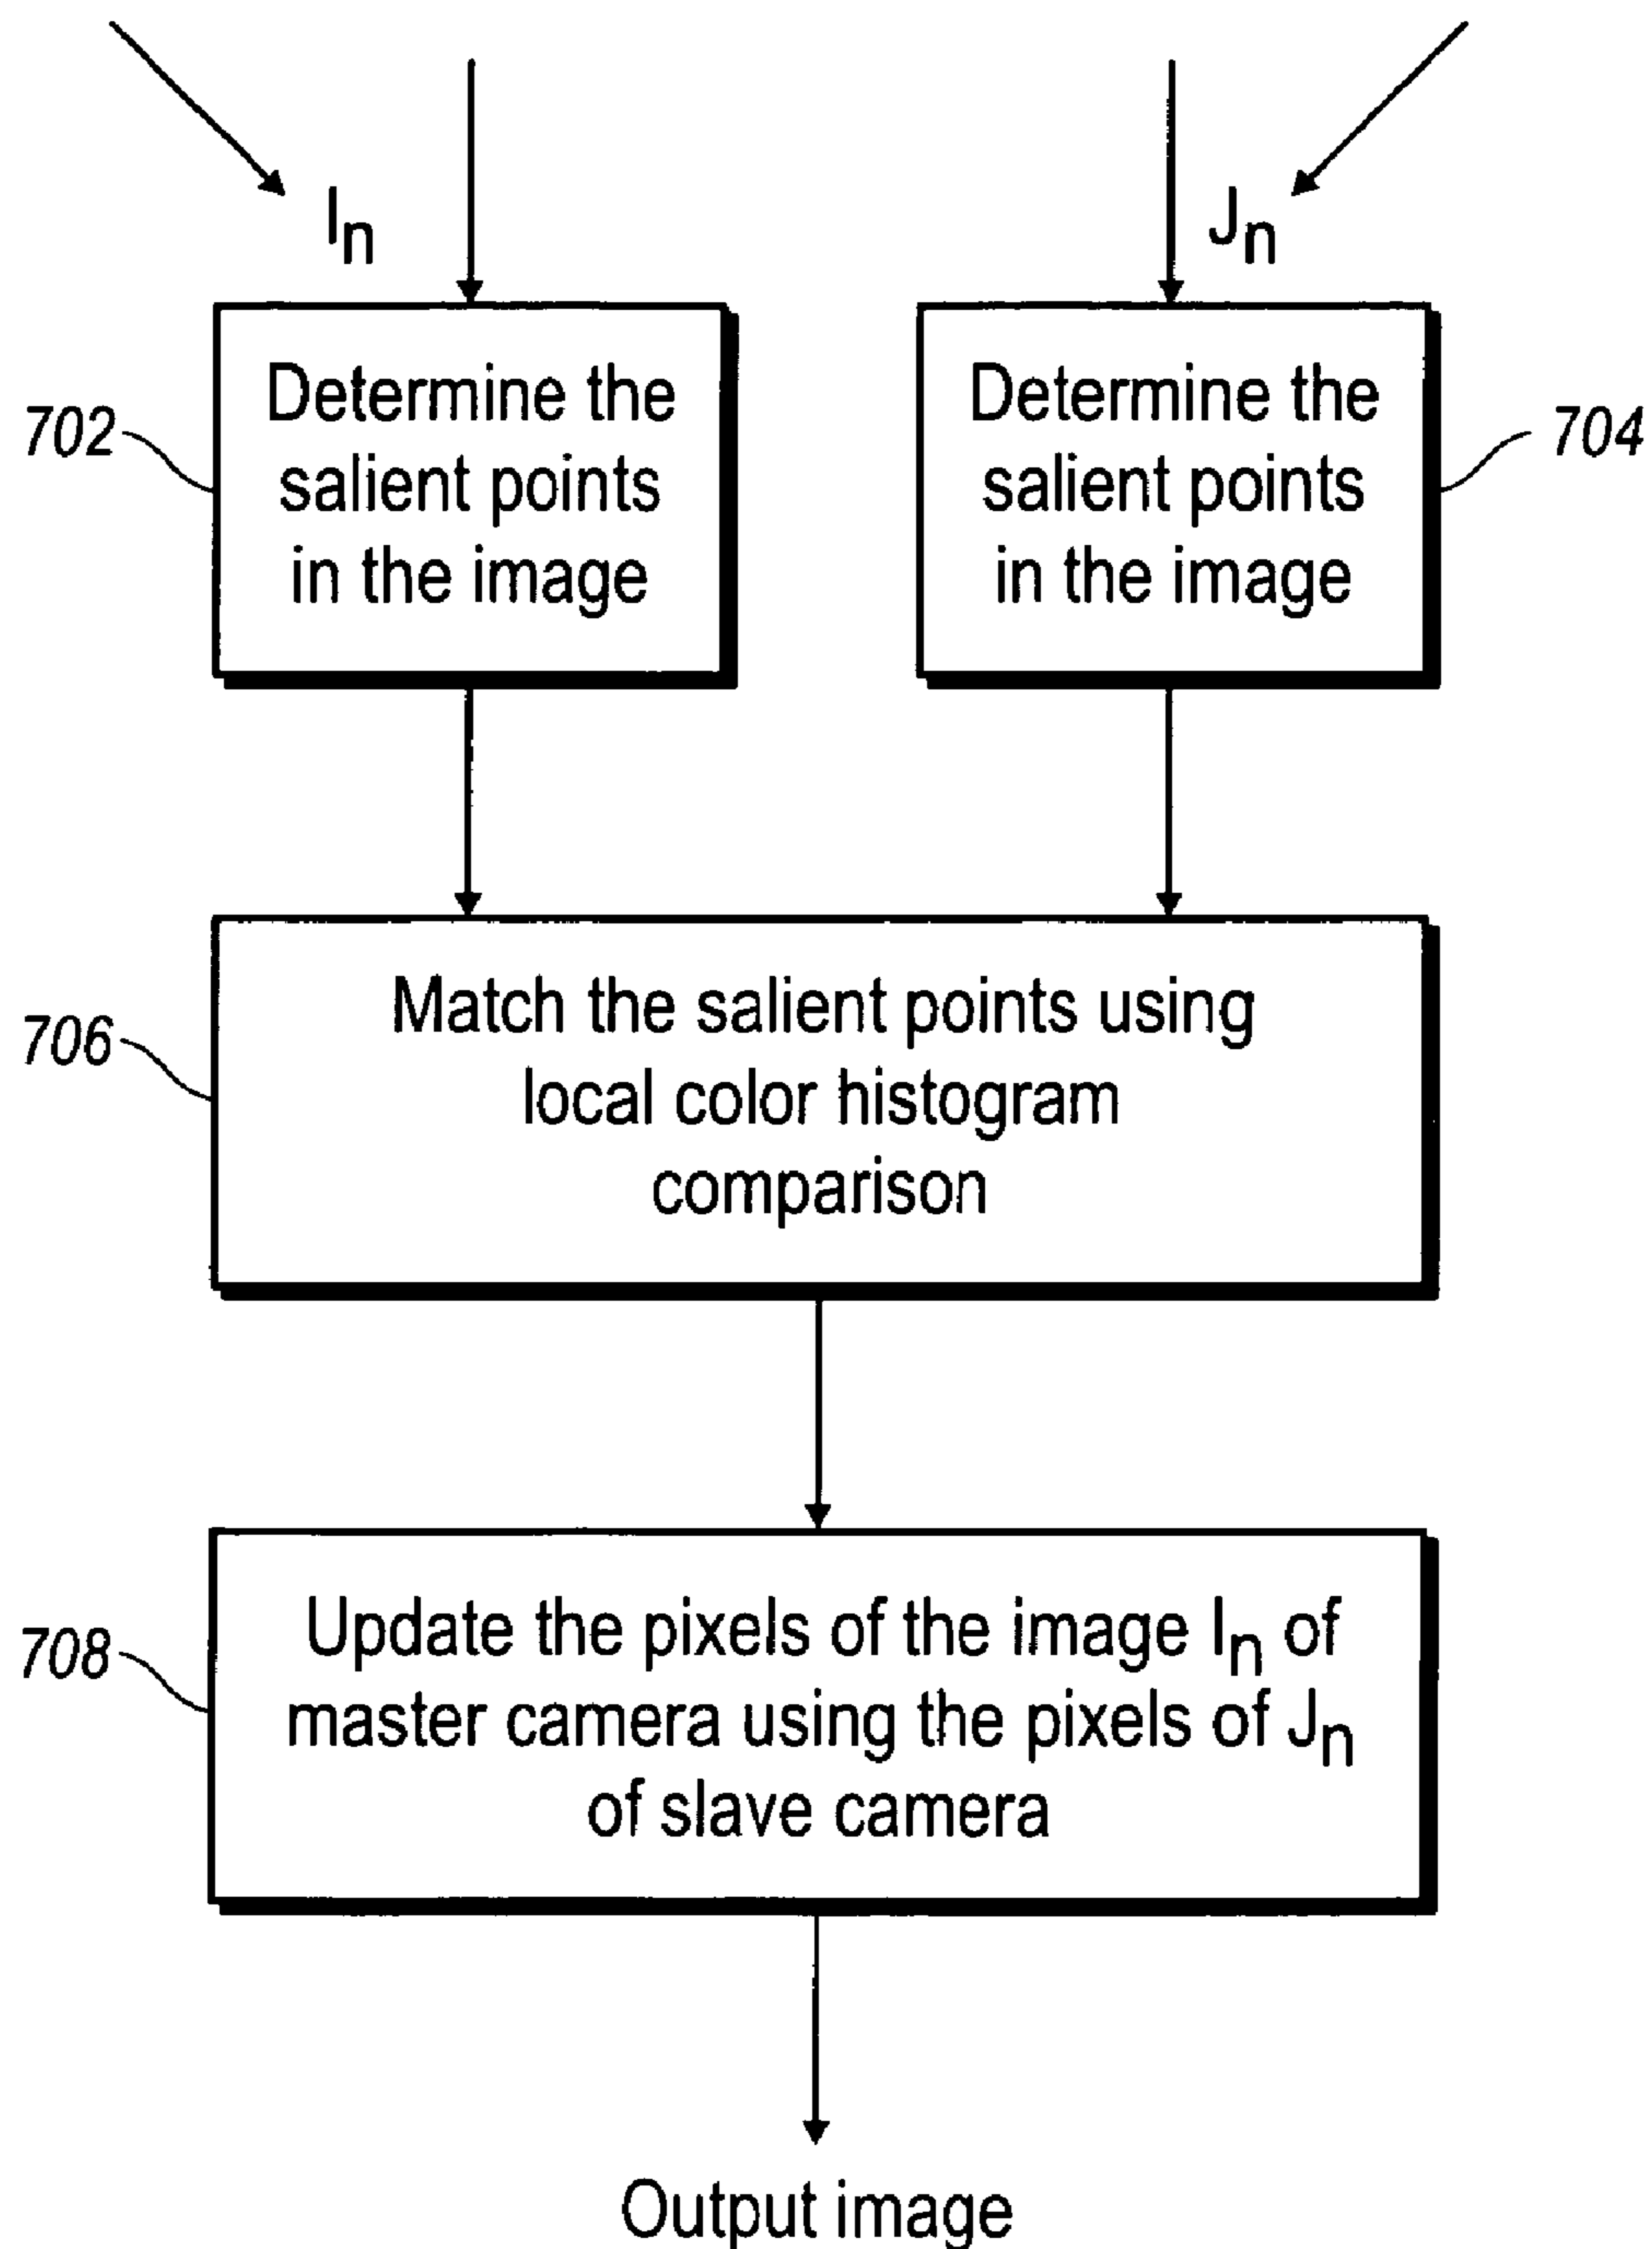 Iₙ
Jₙ
702
Determine the
salient points
in the image
Determine the
salient points
in the image
704
706
Match the salient points using
local color histogram
comparison
708
Update the pixels of the image Iₙ of
master camera using the pixels of Jₙ
of slave camera
Output image